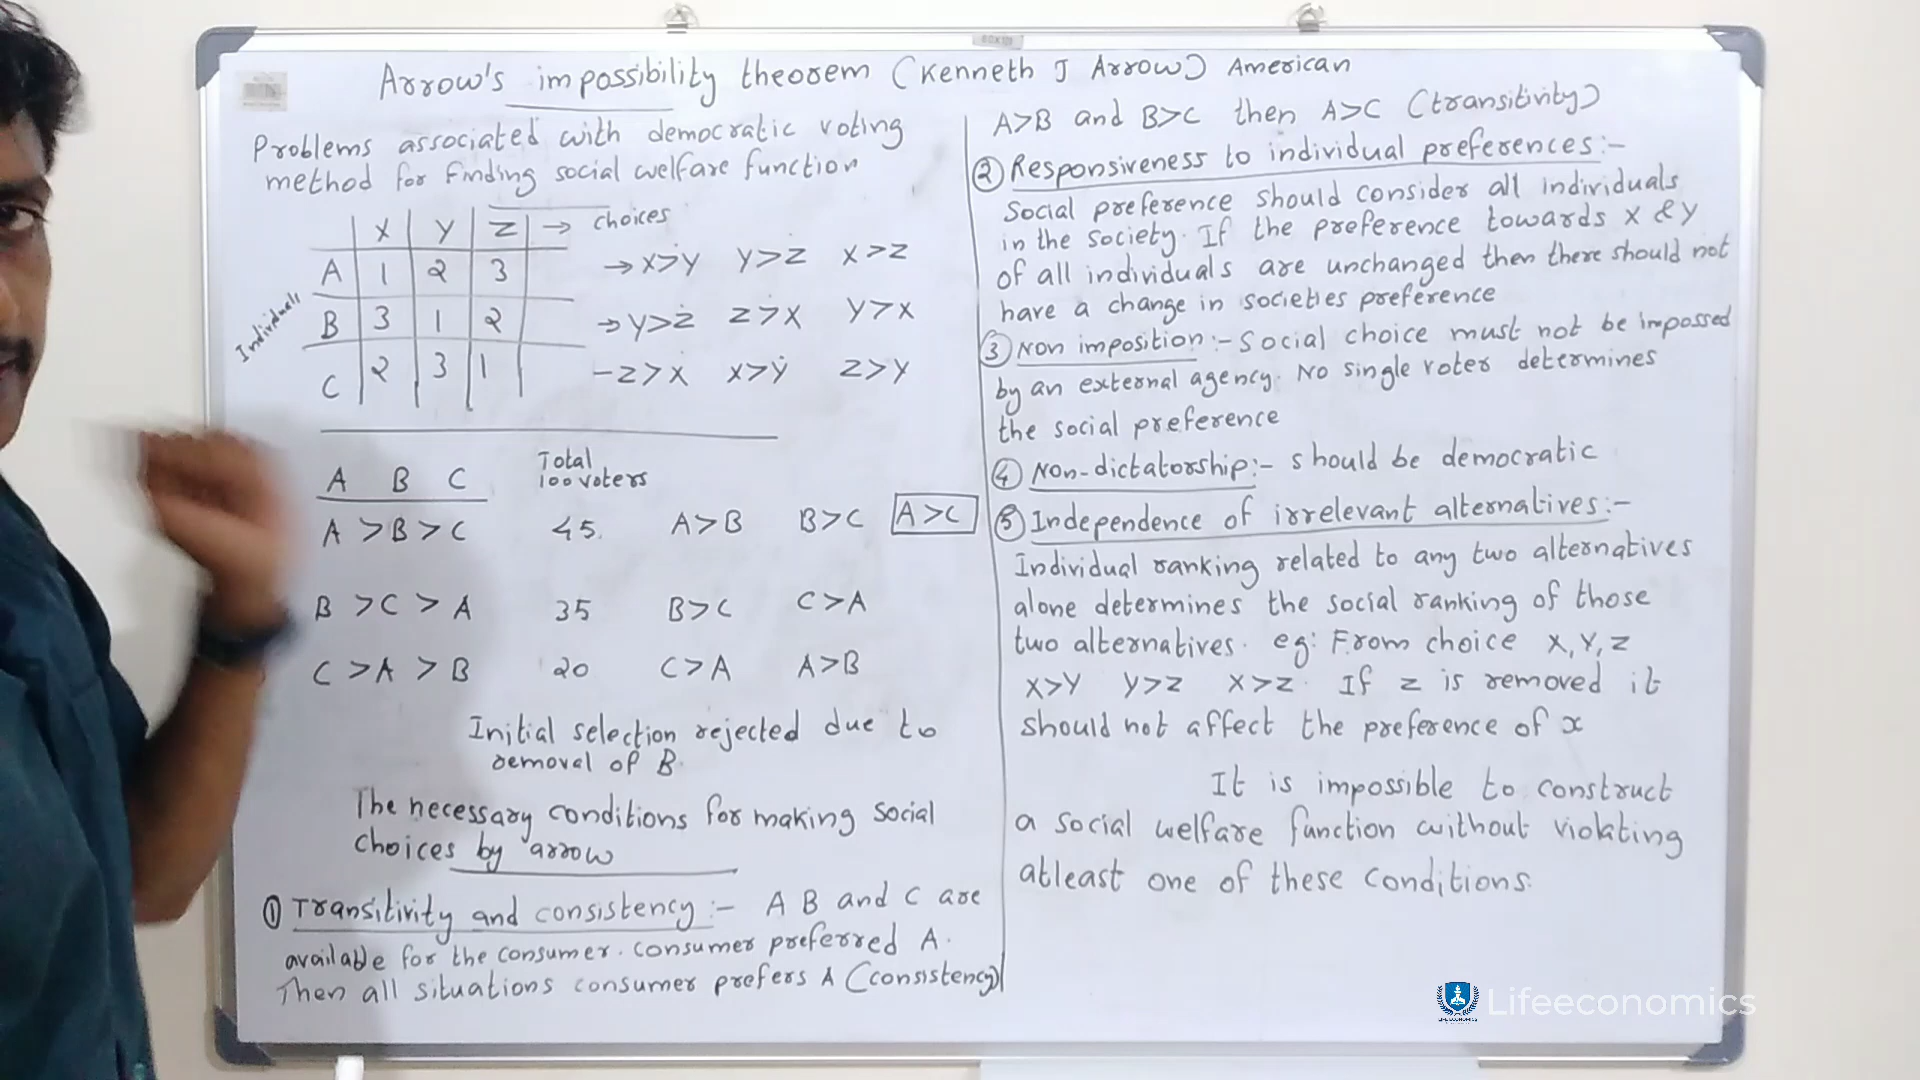 Arrow's impossibility theorem (Kenneth J Arrow) American
Problems associated with democratic voting
method for finding social welfare function
X Y Z → choices
A 1 2 3 → X>Y Y>Z X>Z
B 3 1 2 → Y>Z Z>X Y>X
C 2 3 1 - Z>X X>Y Z>Y
Individuals
A B C Total
100 voters
A >B > C 45. A>B B>C A>C
B >C > A 35 B>C C>A
C >A > B 20 C>A A>B
Initial selection rejected due to
removal of B.
The necessary conditions for making social
choices by arrow
① Transitivity and consistency :- A B and C are
available for the consumer. consumer preferred A.
Then all situations consumer prefers A (consistency)
A>B and B>C then A>C (transitivity)
② Responsiveness to individual preferences :-
Social preference should consider all individuals
in the society. If the preference towards X & Y
of all individuals are unchanged then there should not
have a change in societies preference
③ Non imposition :- Social choice must not be impossed
by an external agency. No single voter determines
the social preference
④ Non-dictatorship :- should be democratic
⑤ Independence of irrelevant alternatives :-
Individual ranking related to any two alternatives
alone determines the social ranking of those
two alternatives. eg: From choice X, Y, Z
X>Y Y>Z X>Z. If Z is removed it
should not affect the preference of x
It is impossible to construct
a social welfare function without violating
atleast one of these conditions.
Lifeeconomics